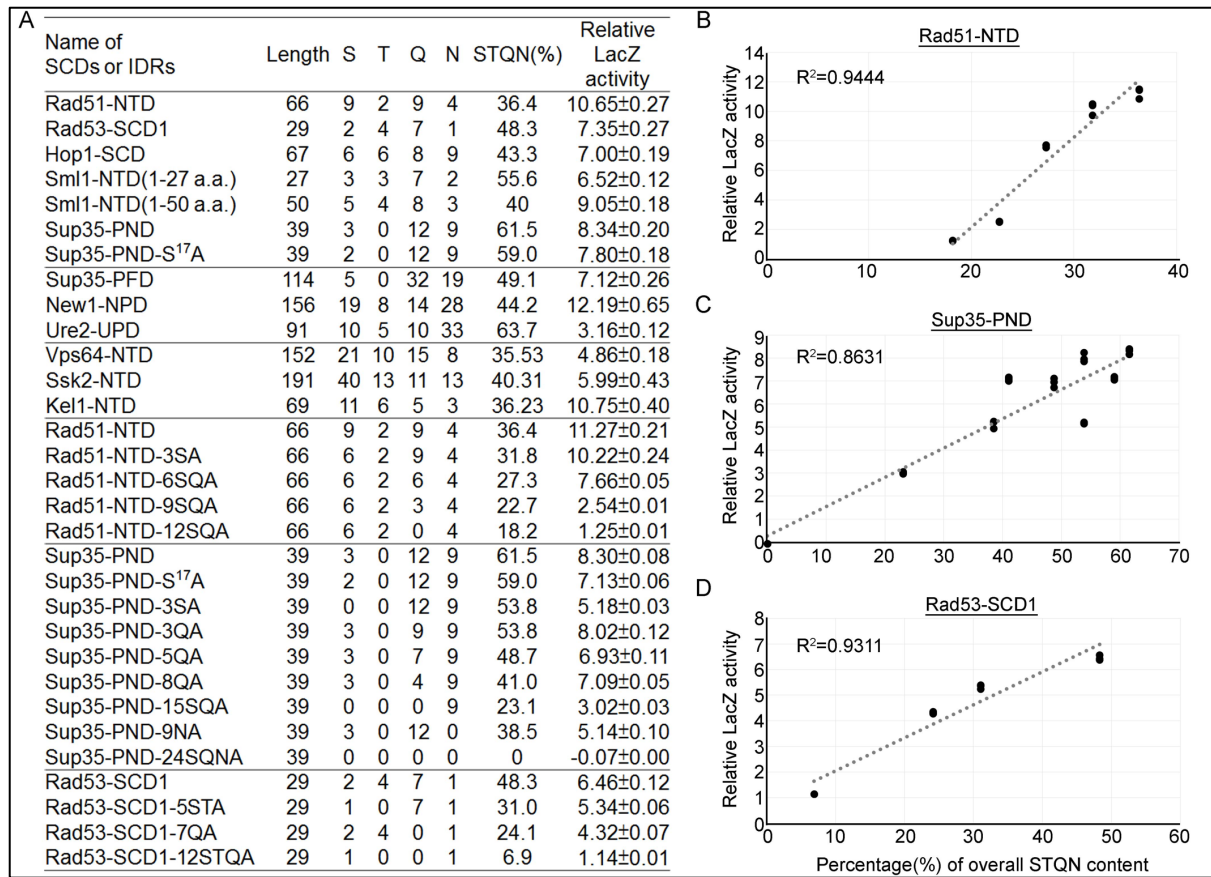 A
Name of SCDs or IDRs Length S T Q N STQN(%) Relative LacZ activity
Rad51-NTD 66 9 2 9 4 36.4 10.65±0.27
Rad53-SCD1 29 2 4 7 1 48.3 7.35±0.27
Hop1-SCD 67 6 6 8 9 43.3 7.00±0.19
Sml1-NTD(1-27 a.a.) 27 3 3 7 2 55.6 6.52±0.12
Sml1-NTD(1-50 a.a.) 50 5 4 8 3 40 9.05±0.18
Sup35-PND 39 3 0 12 9 61.5 8.34±0.20
Sup35-PND-S¹⁷A 39 2 0 12 9 59.0 7.80±0.18
Sup35-PFD 114 5 0 32 19 49.1 7.12±0.26
New1-NPD 156 19 8 14 28 44.2 12.19±0.65
Ure2-UPD 91 10 5 10 33 63.7 3.16±0.12
Vps64-NTD 152 21 10 15 8 35.53 4.86±0.18
Ssk2-NTD 191 40 13 11 13 40.31 5.99±0.43
Kel1-NTD 69 11 6 5 3 36.23 10.75±0.40
Rad51-NTD 66 9 2 9 4 36.4 11.27±0.21
Rad51-NTD-3SA 66 6 2 9 4 31.8 10.22±0.24
Rad51-NTD-6SQA 66 6 2 6 4 27.3 7.66±0.05
Rad51-NTD-9SQA 66 6 2 3 4 22.7 2.54±0.01
Rad51-NTD-12SQA 66 6 2 0 4 18.2 1.25±0.01
Sup35-PND 39 3 0 12 9 61.5 8.30±0.08
Sup35-PND-S¹⁷A 39 2 0 12 9 59.0 7.13±0.06
Sup35-PND-3SA 39 0 0 12 9 53.8 5.18±0.03
Sup35-PND-3QA 39 3 0 9 9 53.8 8.02±0.12
Sup35-PND-5QA 39 3 0 7 9 48.7 6.93±0.11
Sup35-PND-8QA 39 3 0 4 9 41.0 7.09±0.05
Sup35-PND-15SQA 39 0 0 0 9 23.1 3.02±0.03
Sup35-PND-9NA 39 3 0 12 0 38.5 5.14±0.10
Sup35-PND-24SQNA 39 0 0 0 0 0 -0.07±0.00
Rad53-SCD1 29 2 4 7 1 48.3 6.46±0.12
Rad53-SCD1-5STA 29 1 0 7 1 31.0 5.34±0.06
Rad53-SCD1-7QA 29 2 4 0 1 24.1 4.32±0.07
Rad53-SCD1-12STQA 29 1 0 0 1 6.9 1.14±0.01
B
Rad51-NTD
R²=0.9444
Relative LacZ activity
14
12
10
8
6
4
2
0
0 10 20 30 40
C
Sup35-PND
R²=0.8631
Relative LacZ activity
9
8
7
6
5
4
3
2
1
0
0 10 20 30 40 50 60 70
D
Rad53-SCD1
R²=0.9311
Relative LacZ activity
8
7
6
5
4
3
2
1
0
0 10 20 30 40 50 60
Percentage(%) of overall STQN content